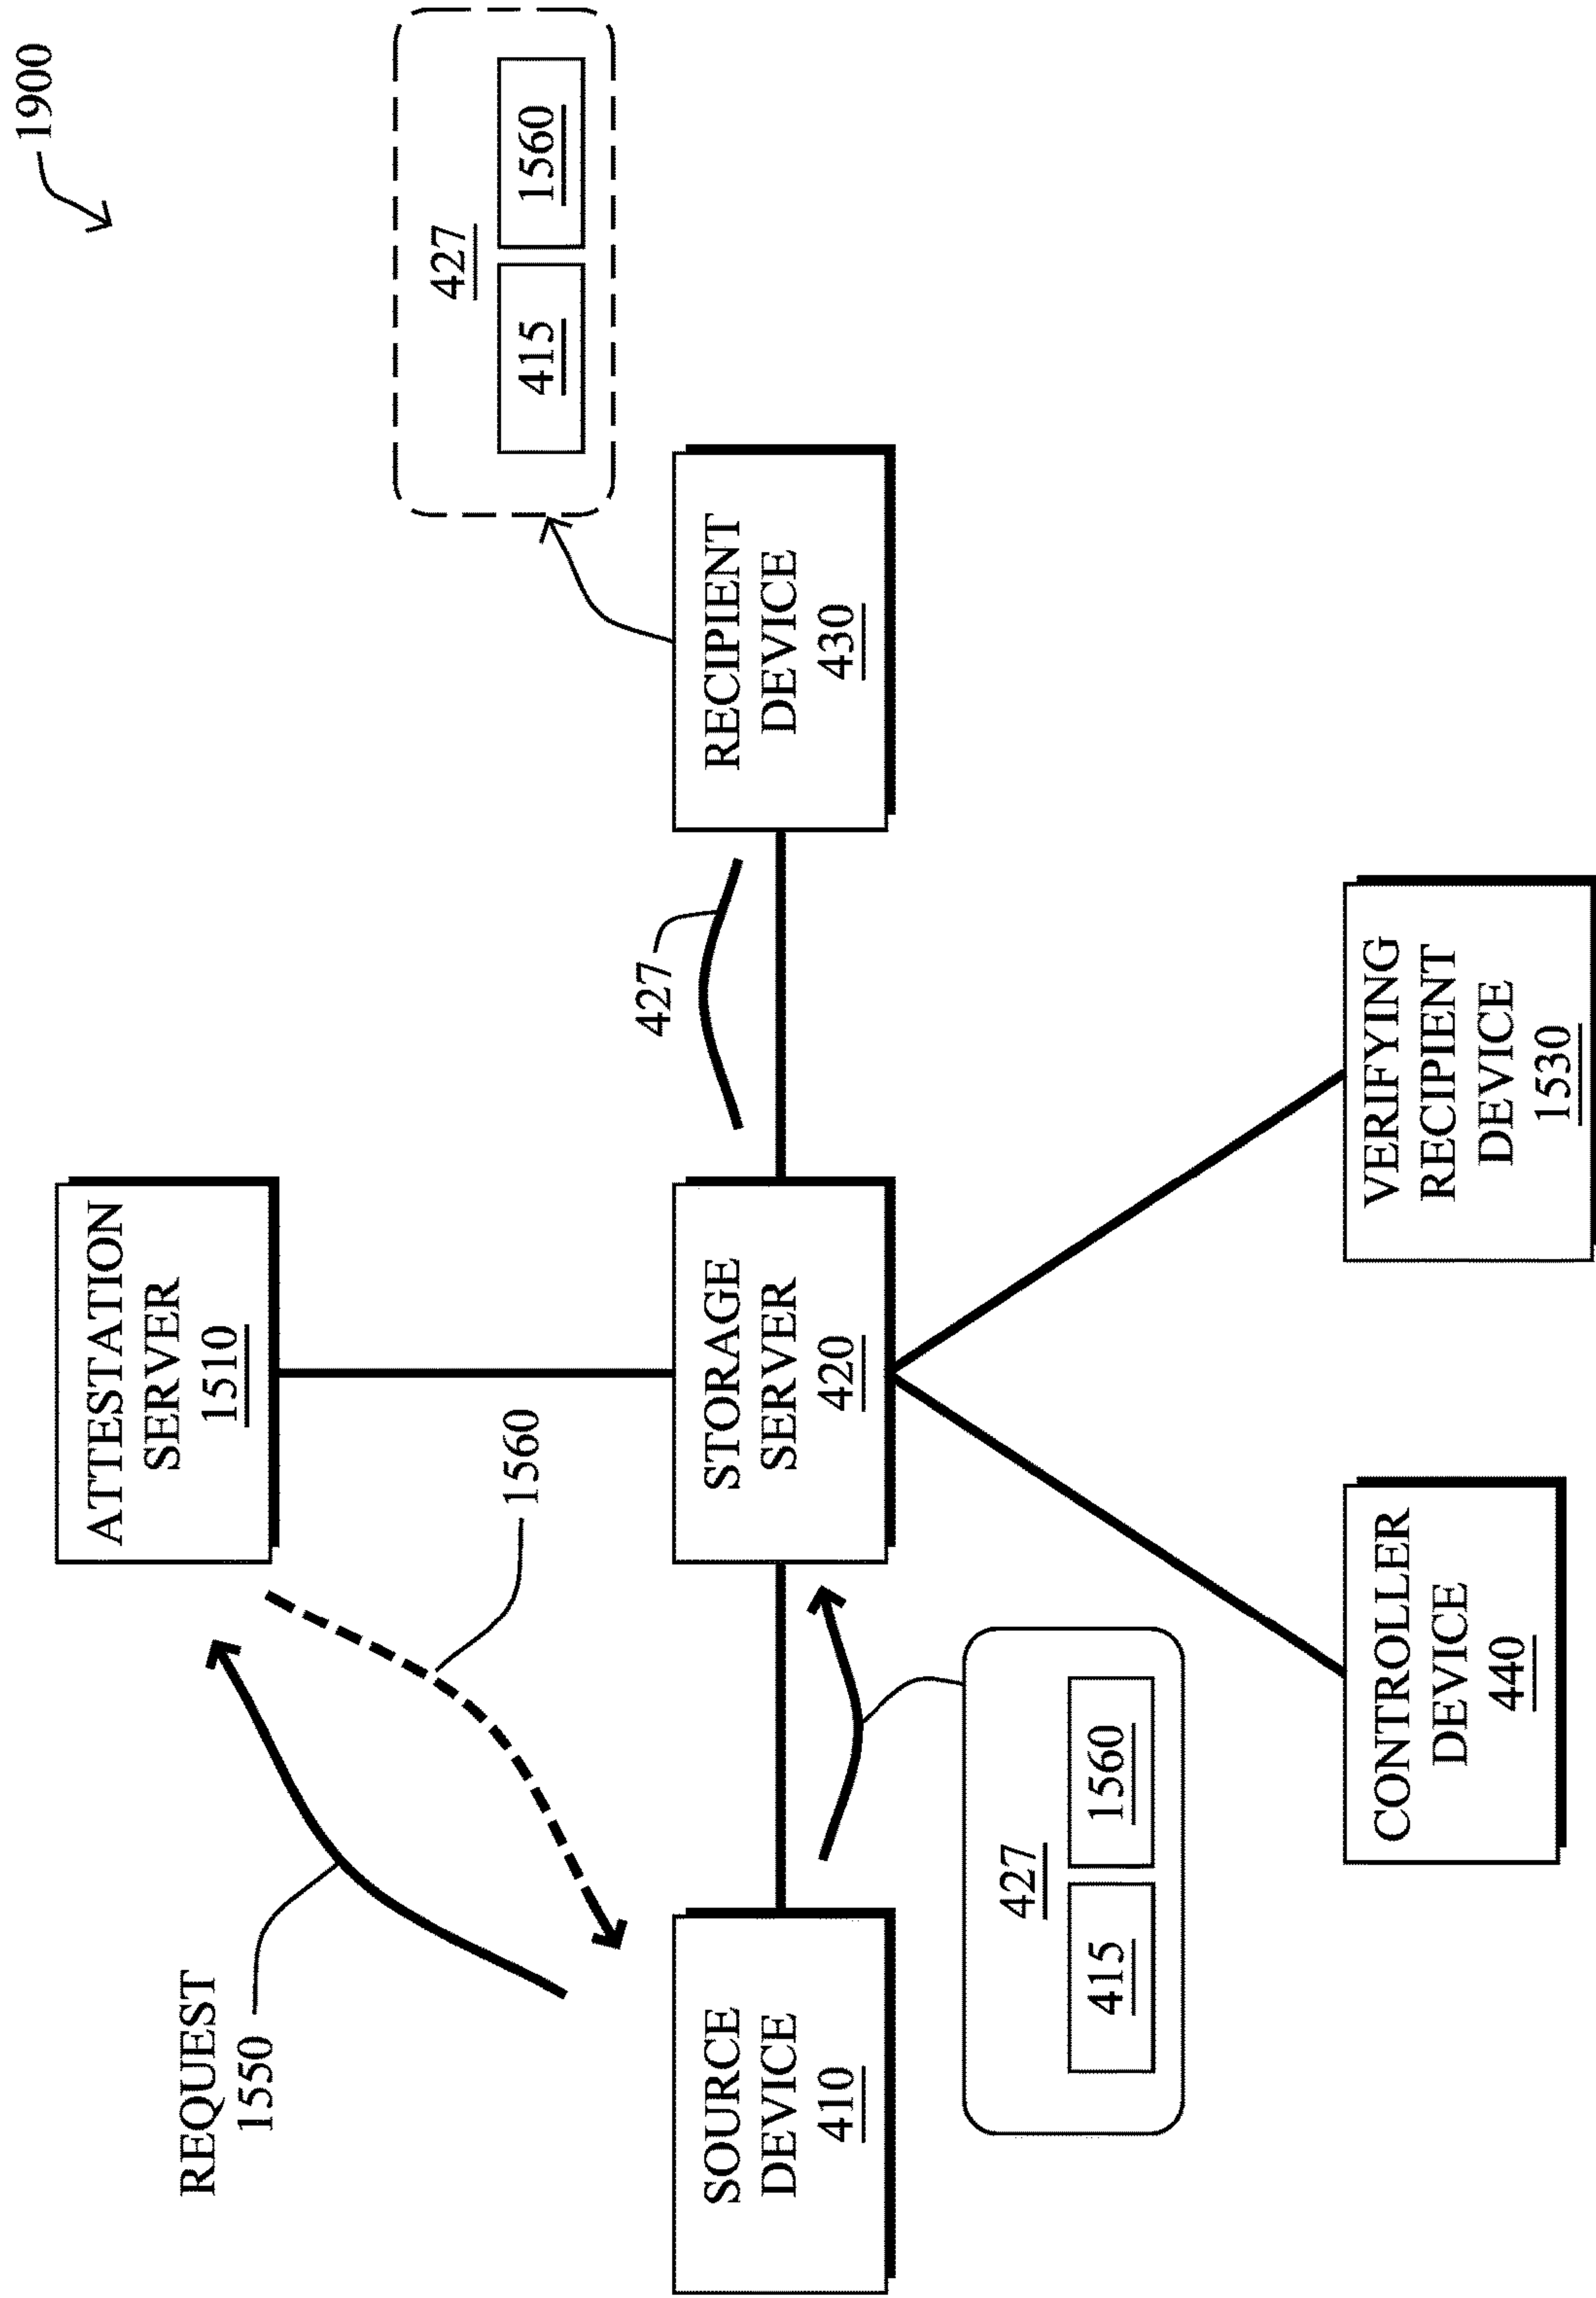 1900
ATTESTATION
SERVER
1510
REQUEST
1550
1560
427
415
1560
427
SOURCE
DEVICE
410
STORAGE
SERVER
420
RECIPIENT
DEVICE
430
427
415
1560
CONTROLLER
DEVICE
440
VERIFYING
RECIPIENT
DEVICE
1530